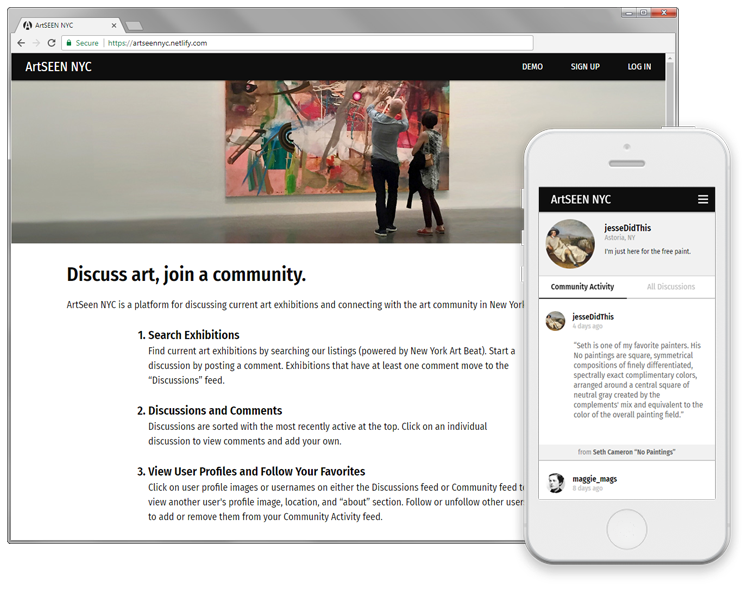 ArtSEEN NYC
Secure
https://artseennyc.netlify.com
ArtSEEN NYC
DEMO
SIGN UP
LOG IN
Discuss art, join a community.
ArtSeen NYC is a platform for discussing current art exhibitions and connecting with the art community in New York
1. Search Exhibitions
Find current art exhibitions by searching our listings (powered by New York Art Beat). Start a
discussion by posting a comment. Exhibitions that have at least one comment move to the
“Discussions” feed.
2. Discussions and Comments
Discussions are sorted with the most recently active at the top. Click on an individual
discussion to view comments and add your own.
3. View User Profiles and Follow Your Favorites
Click on user profile images or usernames on either the Discussions feed or Community feed to
view another user's profile image, location, and “about” section. Follow or unfollow other user
to add or remove them from your Community Activity feed.
ArtSEEN NYC
jesseDidThis
Astoria, NY
I'm just here for the free paint.
Community Activity
All Discussions
jesseDidThis
4 days ago
“Seth is one of my favorite painters. His
No paintings are square, symmetrical
compositions of finely differentiated,
spectrally exact complimentary colors,
arranged around a central square of
neutral gray created by the
complements' mix and equivalent to the
color of the overall painting field.”
from Seth Cameron “No Paintings”
maggie_mags
8 days ago